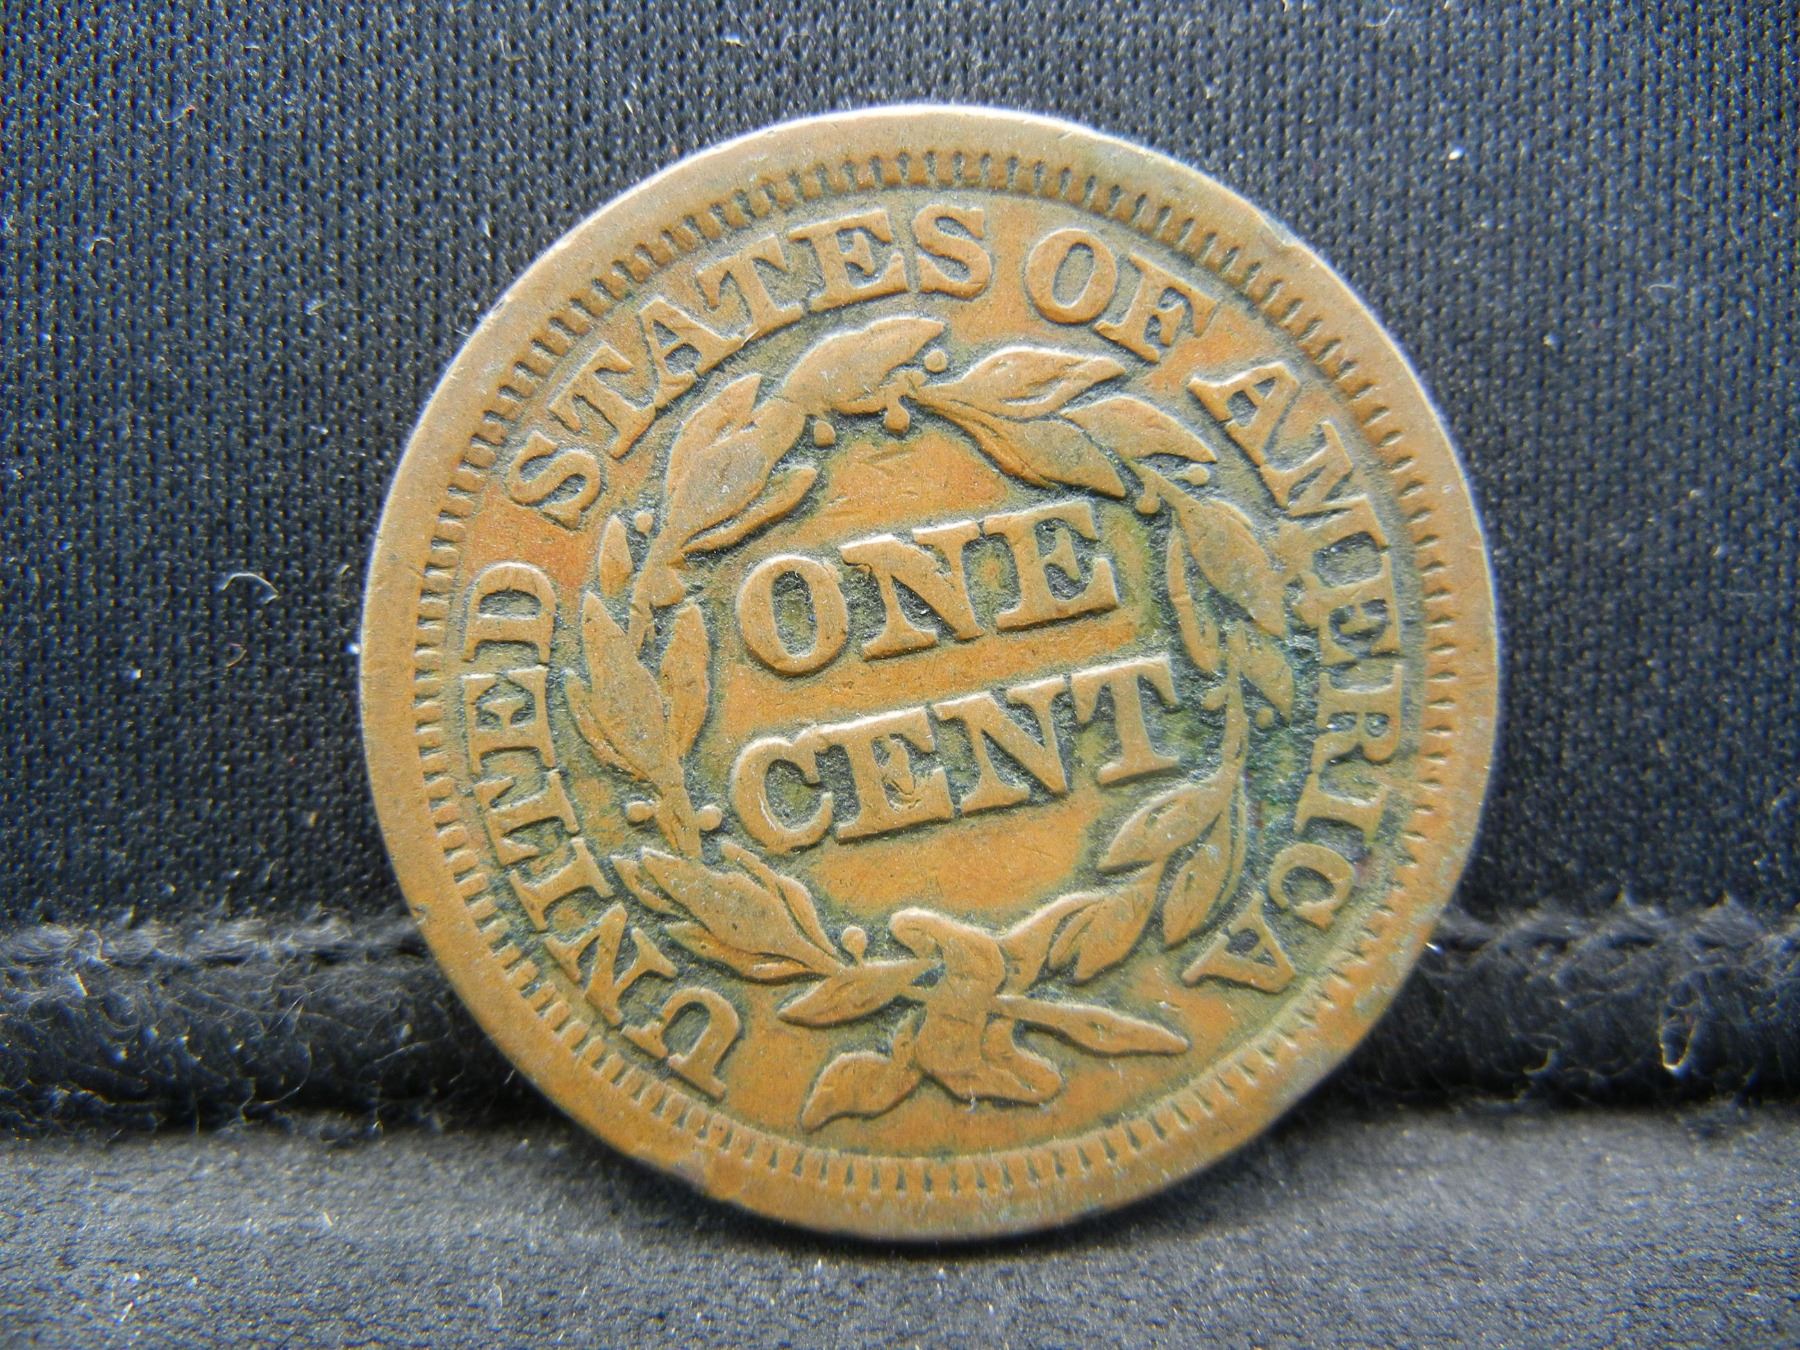 UNITED STATES OF AMERICA
ONE
CENT